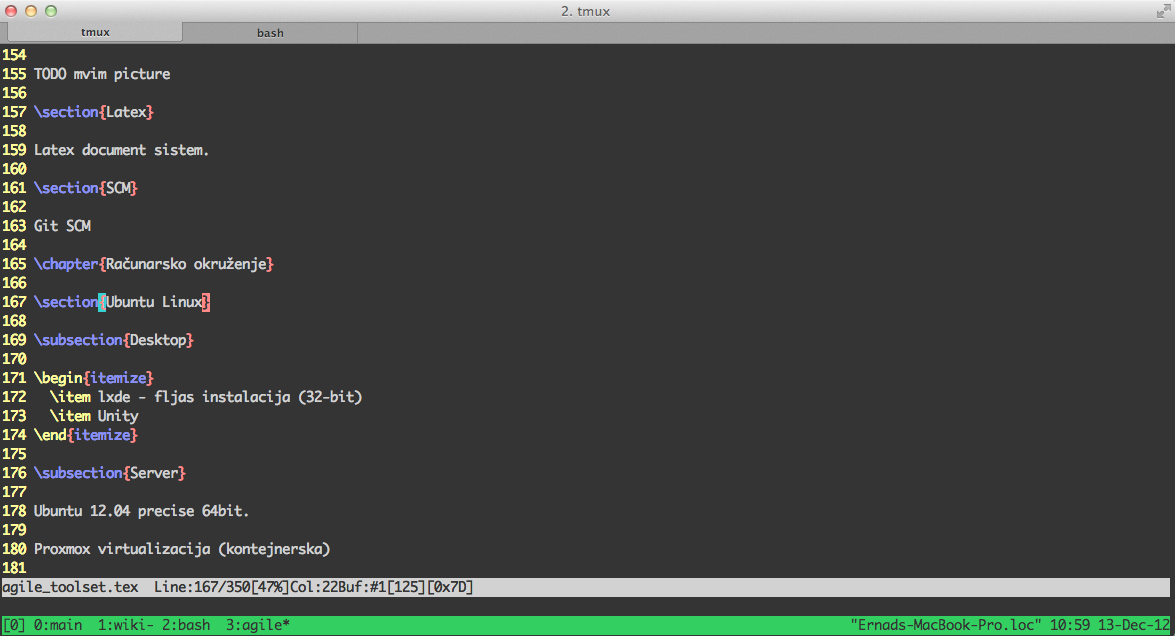 2. tmux
tmux bash
154
155 TODO mvim picture
156
157 \section{Latex}
158
159 Latex document sistem.
160
161 \section{SCM}
162
163 Git SCM
164
165 \chapter{Računarsko okruženje}
166
167 \section{Ubuntu Linux}
168
169 \subsection{Desktop}
170
171 \begin{itemize}
172   \item lxde - fljas instalacija (32-bit)
173   \item Unity
174 \end{itemize}
175
176 \subsection{Server}
177
178 Ubuntu 12.04 precise 64bit.
179
180 Proxmox virtualizacija (kontejnerska)
181
agile_toolset.tex  Line:167/350[47%]Col:22Buf:#1[125][0x7D]
[0] 0:main  1:wiki- 2:bash  3:agile* "Ernads-MacBook-Pro.loc" 10:59 13-Dec-12